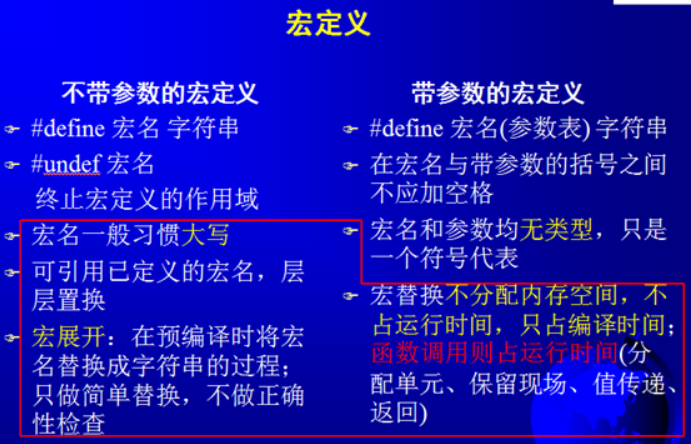 宏定义
不带参数的宏定义
#define 宏名 字符串
#undef 宏名
终止宏定义的作用域
宏名一般习惯大写
可引用已定义的宏名，层
层置换
宏展开：在预编译时将宏
名替换成字符串的过程；
只做简单替换，不做正确
性检查
带参数的宏定义
#define 宏名(参数表) 字符串
在宏名与带参数的括号之间
不应加空格
宏名和参数均无类型，只是
一个符号代表
宏替换不分配内存空间，不
占运行时间，只占编译时间；
函数调用则占运行时间(分
配单元、保留现场、值传递、
返回)